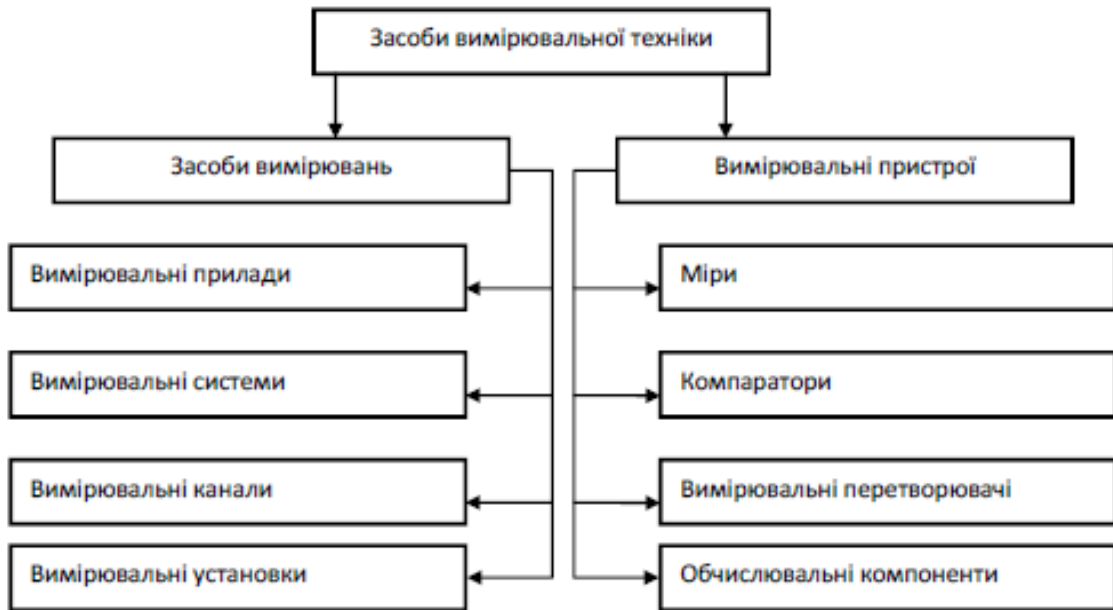 Засоби вимірювальної техніки
Засоби вимірювань
Вимірювальні пристрої
Вимірювальні прилади
Міри
Вимірювальні системи
Компаратори
Вимірювальні канали
Вимірювальні перетворювачі
Вимірювальні установки
Обчислювальні компоненти